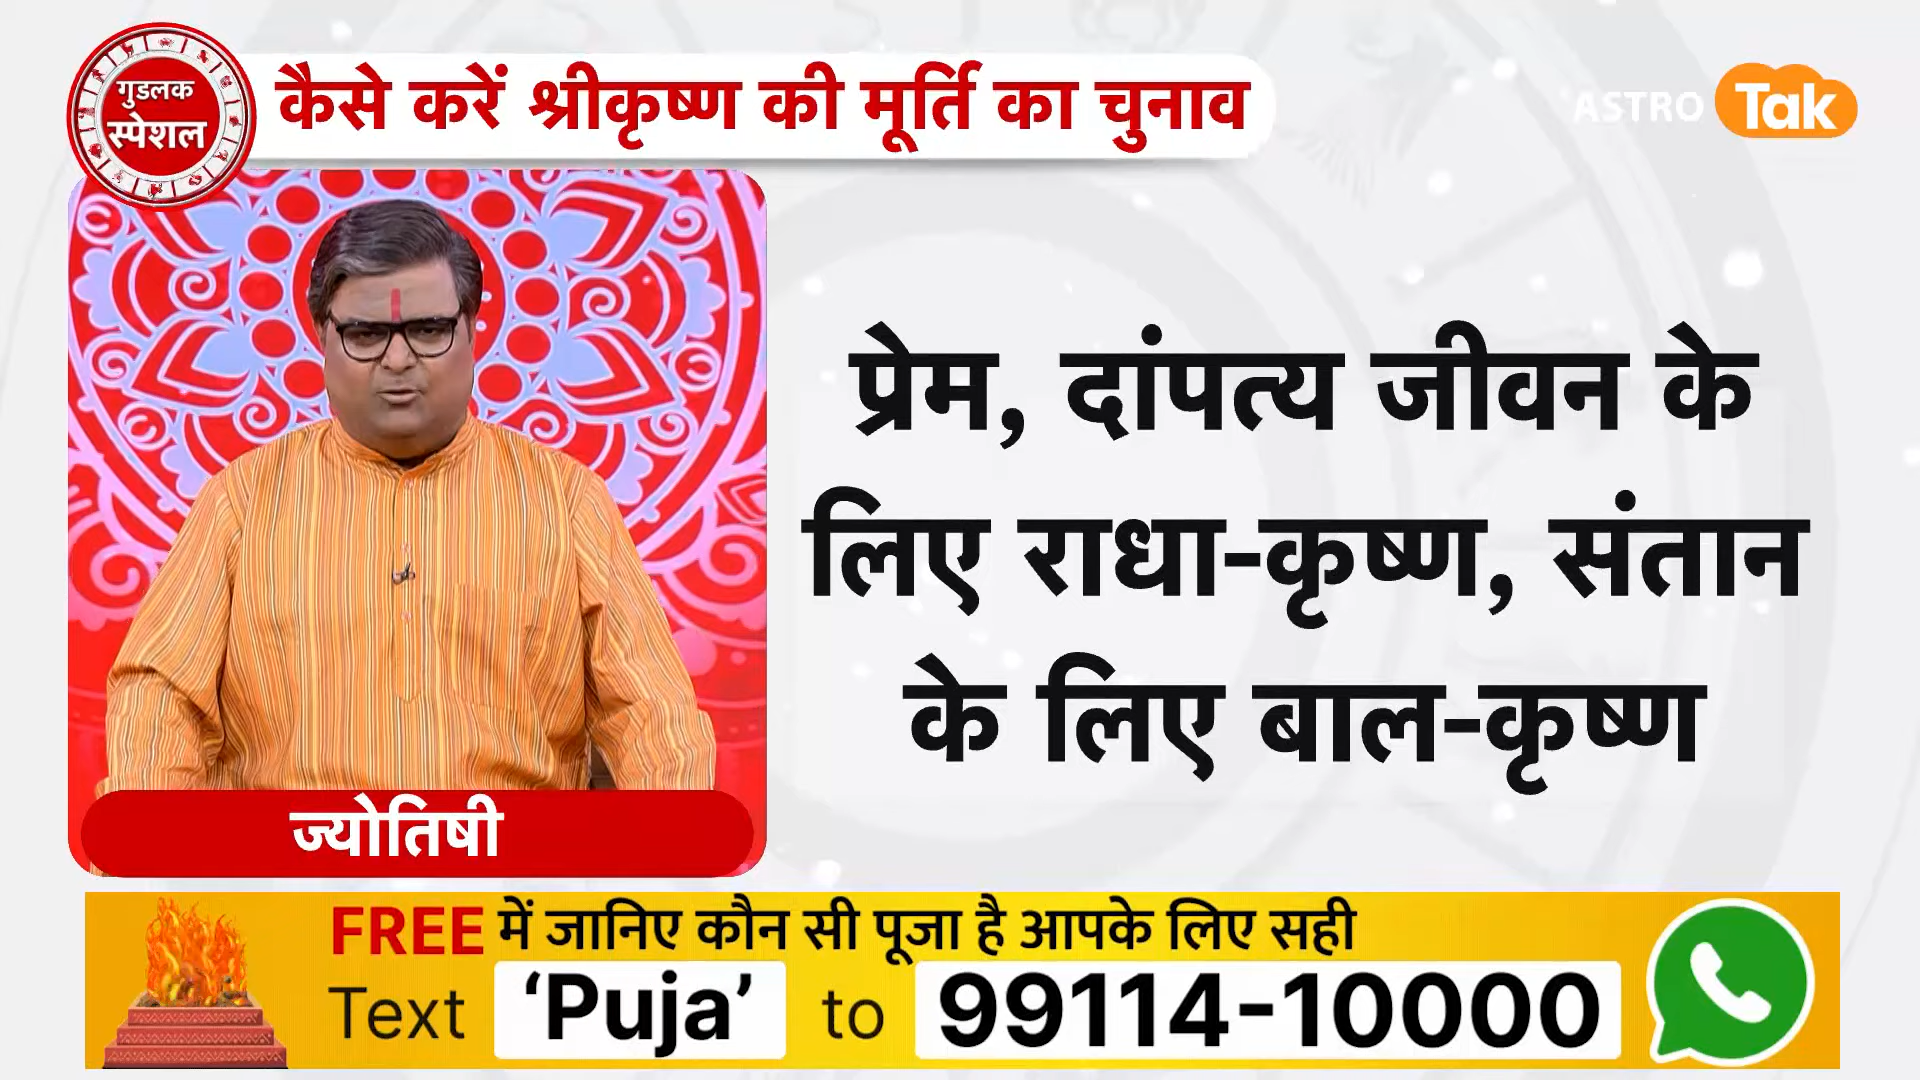 गुडलक
स्पेशल
कैसे करें श्रीकृष्ण की मूर्ति का चुनाव
ASTRO Tak
प्रेम, दांपत्य जीवन के
लिए राधा-कृष्ण, संतान
के लिए बाल-कृष्ण
ज्योतिषी
FREE में जानिए कौन सी पूजा है आपके लिए सही
Text ‘Puja’ to 99114-10000